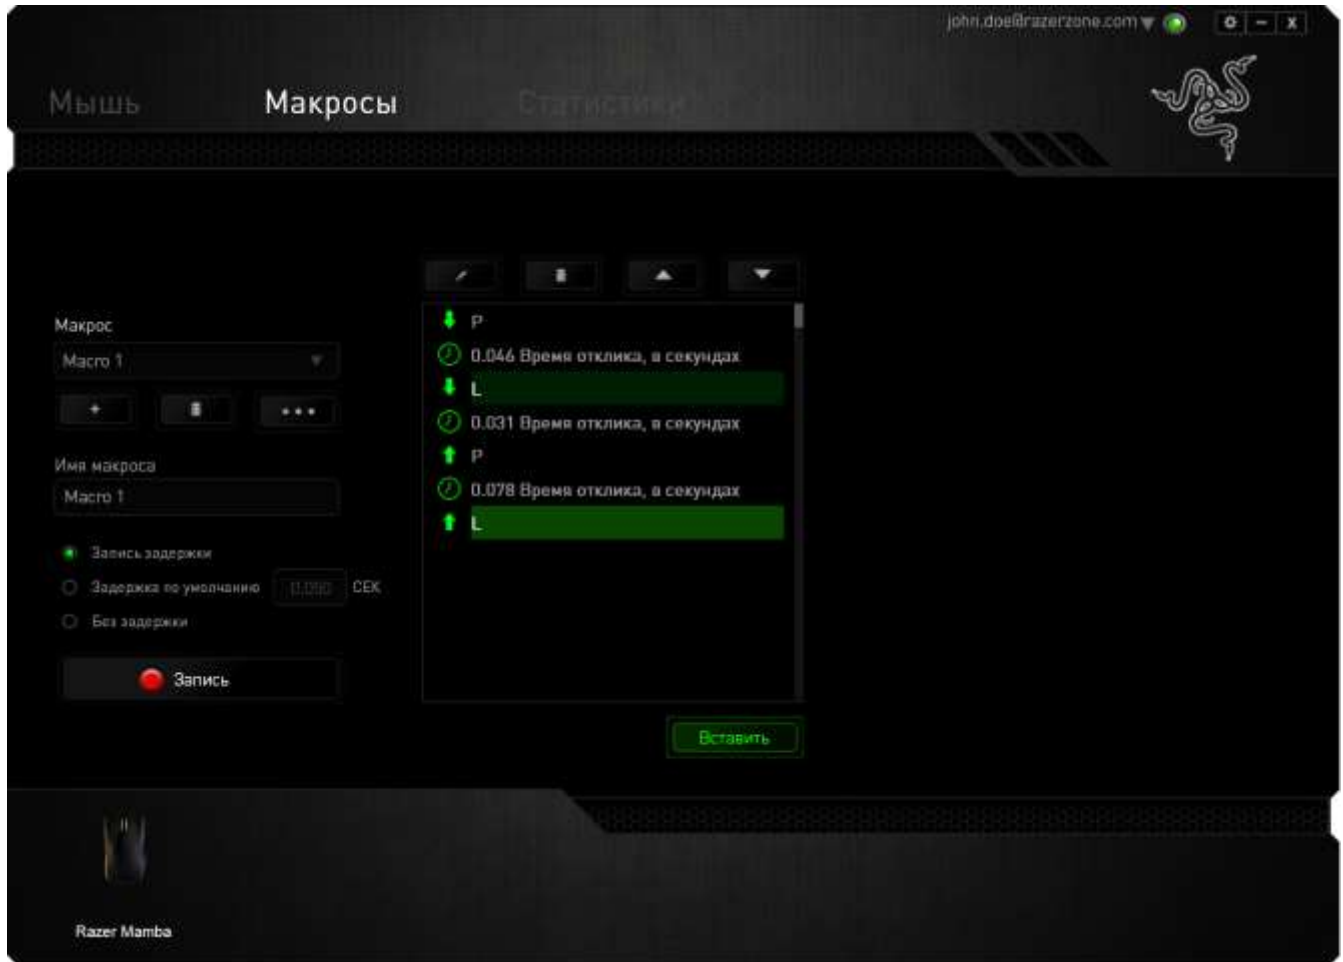 john.doe@razerzone.com
Мышь
Макросы
Статистики
Макрос
Macro 1
Имя макроса
Macro 1
Запись задержки
Задержка по умолчанию
СЕК
Без задержки
Запись
P
0.046 Время отклика, в секундах
L
0.031 Время отклика, в секундах
P
0.078 Время отклика, в секундах
L
Вставить
Razer Mamba